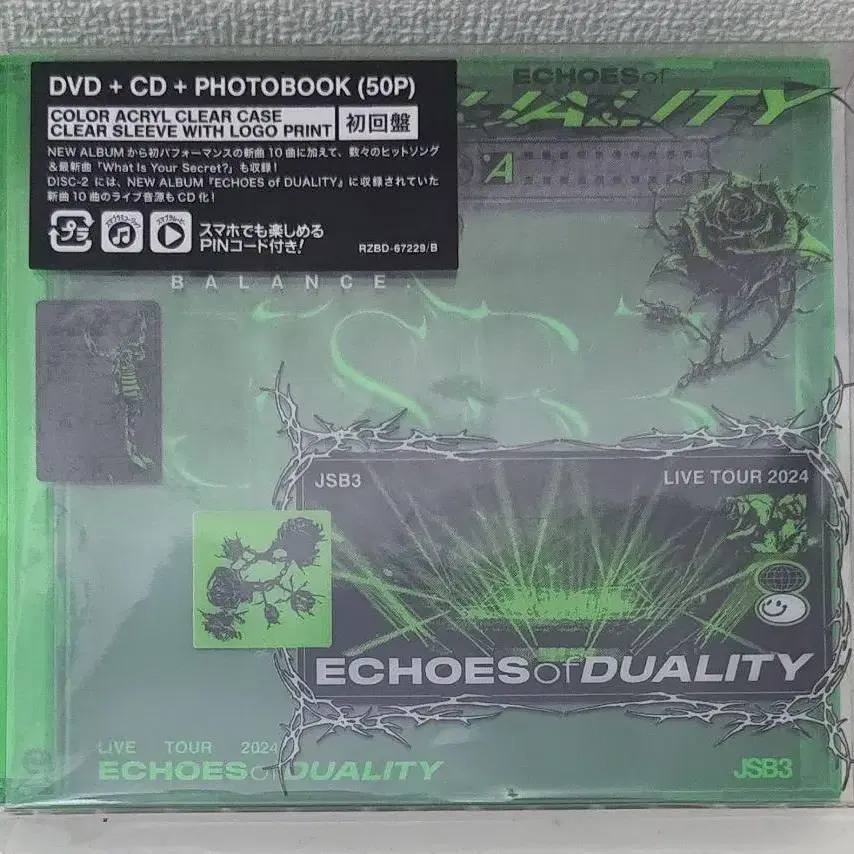 DVD + CD + PHOTOBOOK (50P)
COLOR ACRYL CLEAR CASE
CLEAR SLEEVE WITH LOGO PRINT
初回盤
NEW ALBUMから初パフォーマンスの新曲10曲に加えて、数々のヒットソング
&最新曲「What Is Your Secret?」も収録!
DISC-2には、NEW ALBUM『ECHOES of DUALITY』に収録されていた
新曲10曲のライブ音源もCD化!
プラ
スマホでも楽しめる
PINコード付き!
RZBD-67229/B
ECHOES of
DUALITY
A
BALANCE.
JSB3
LIVE TOUR 2024
ECHOESofDUALITY
LIVE TOUR 2024
ECHOESofDUALITY
JSB3